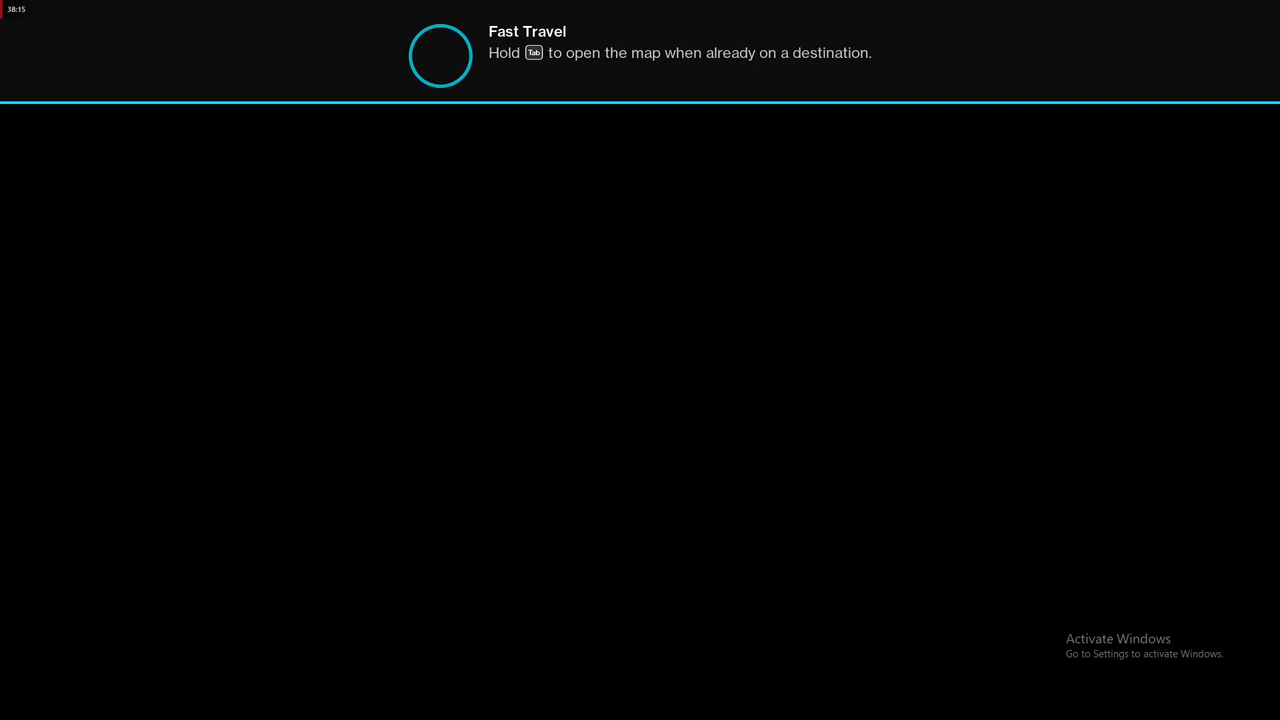 38:15
Fast Travel
Hold Tab to open the map when already on a destination.
Activate Windows
Go to Settings to activate Windows.